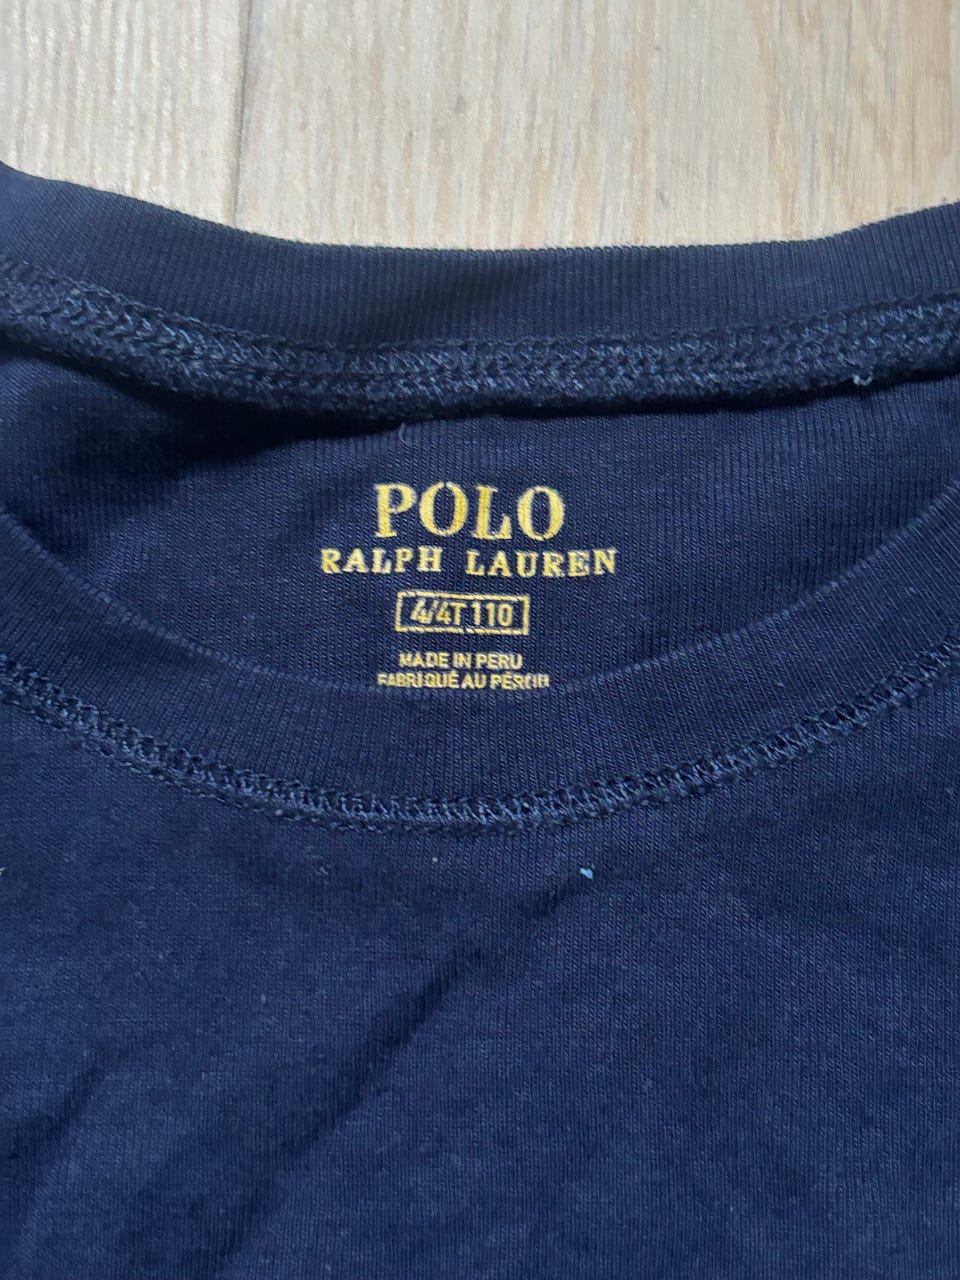 POLO
RALPH LAUREN
4/4T 110
MADE IN PERU
FABRIQUÉ AU PÉROU